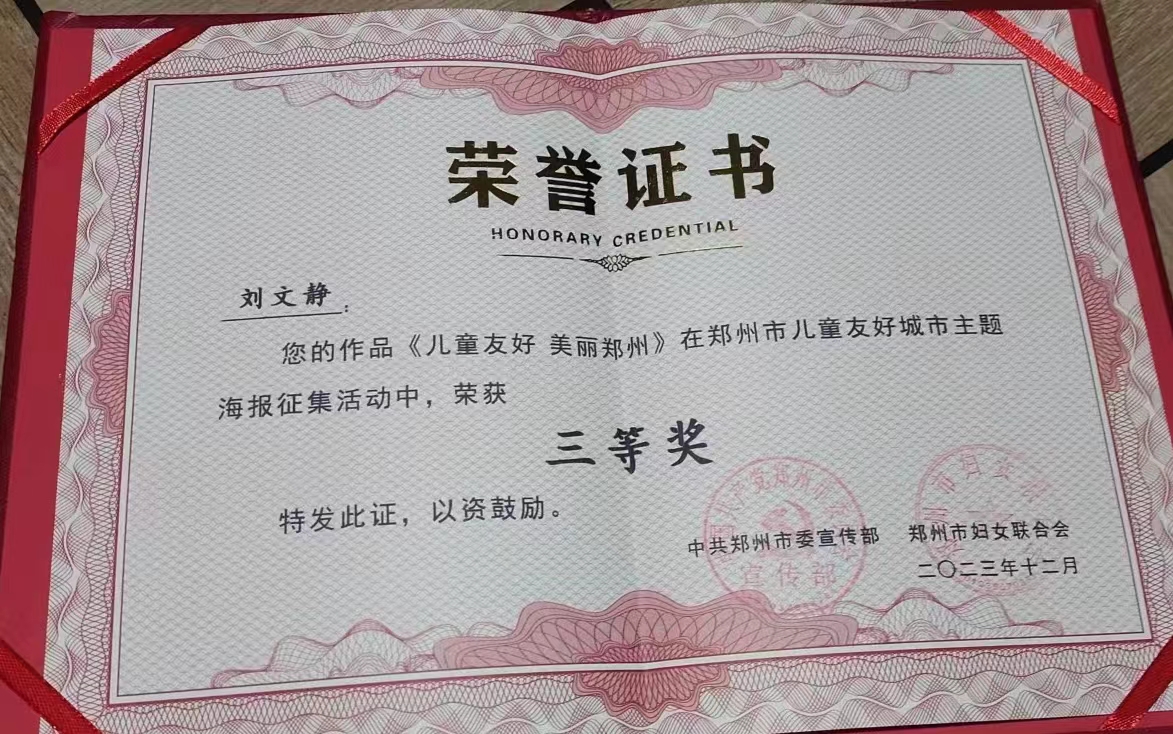 荣誉证书
HONORARY CREDENTIAL
刘文静：
您的作品《儿童友好 美丽郑州》在郑州市儿童友好城市主题
海报征集活动中，荣获
三等奖
特发此证，以资鼓励。
中共郑州市委宣传部 郑州市妇女联合会
二〇二三年十二月
宣传部